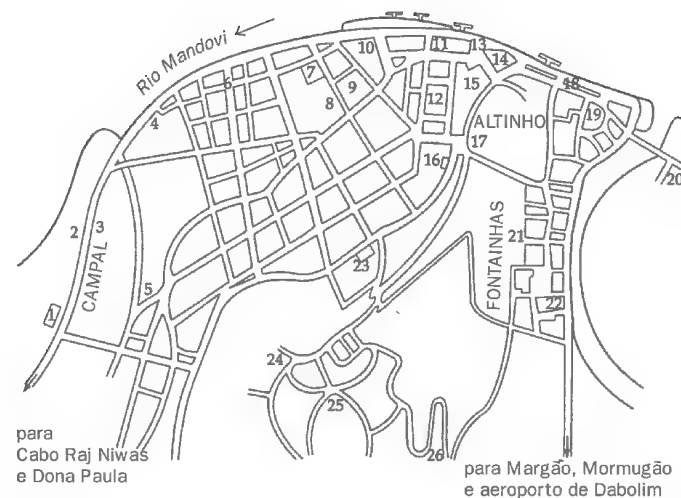 Rio Mandovi
10
11
13
14
7
6
9
8
15
18
12
19
4
ALTINHO
17
16
20
2
3
CAMPAL
FONTAINHAS
21
23
5
1
22
24
25
26
para
Cabo Raj Niwas
e Dona Paula
para Margão, Mormugão
e aeroporto de Dabolim